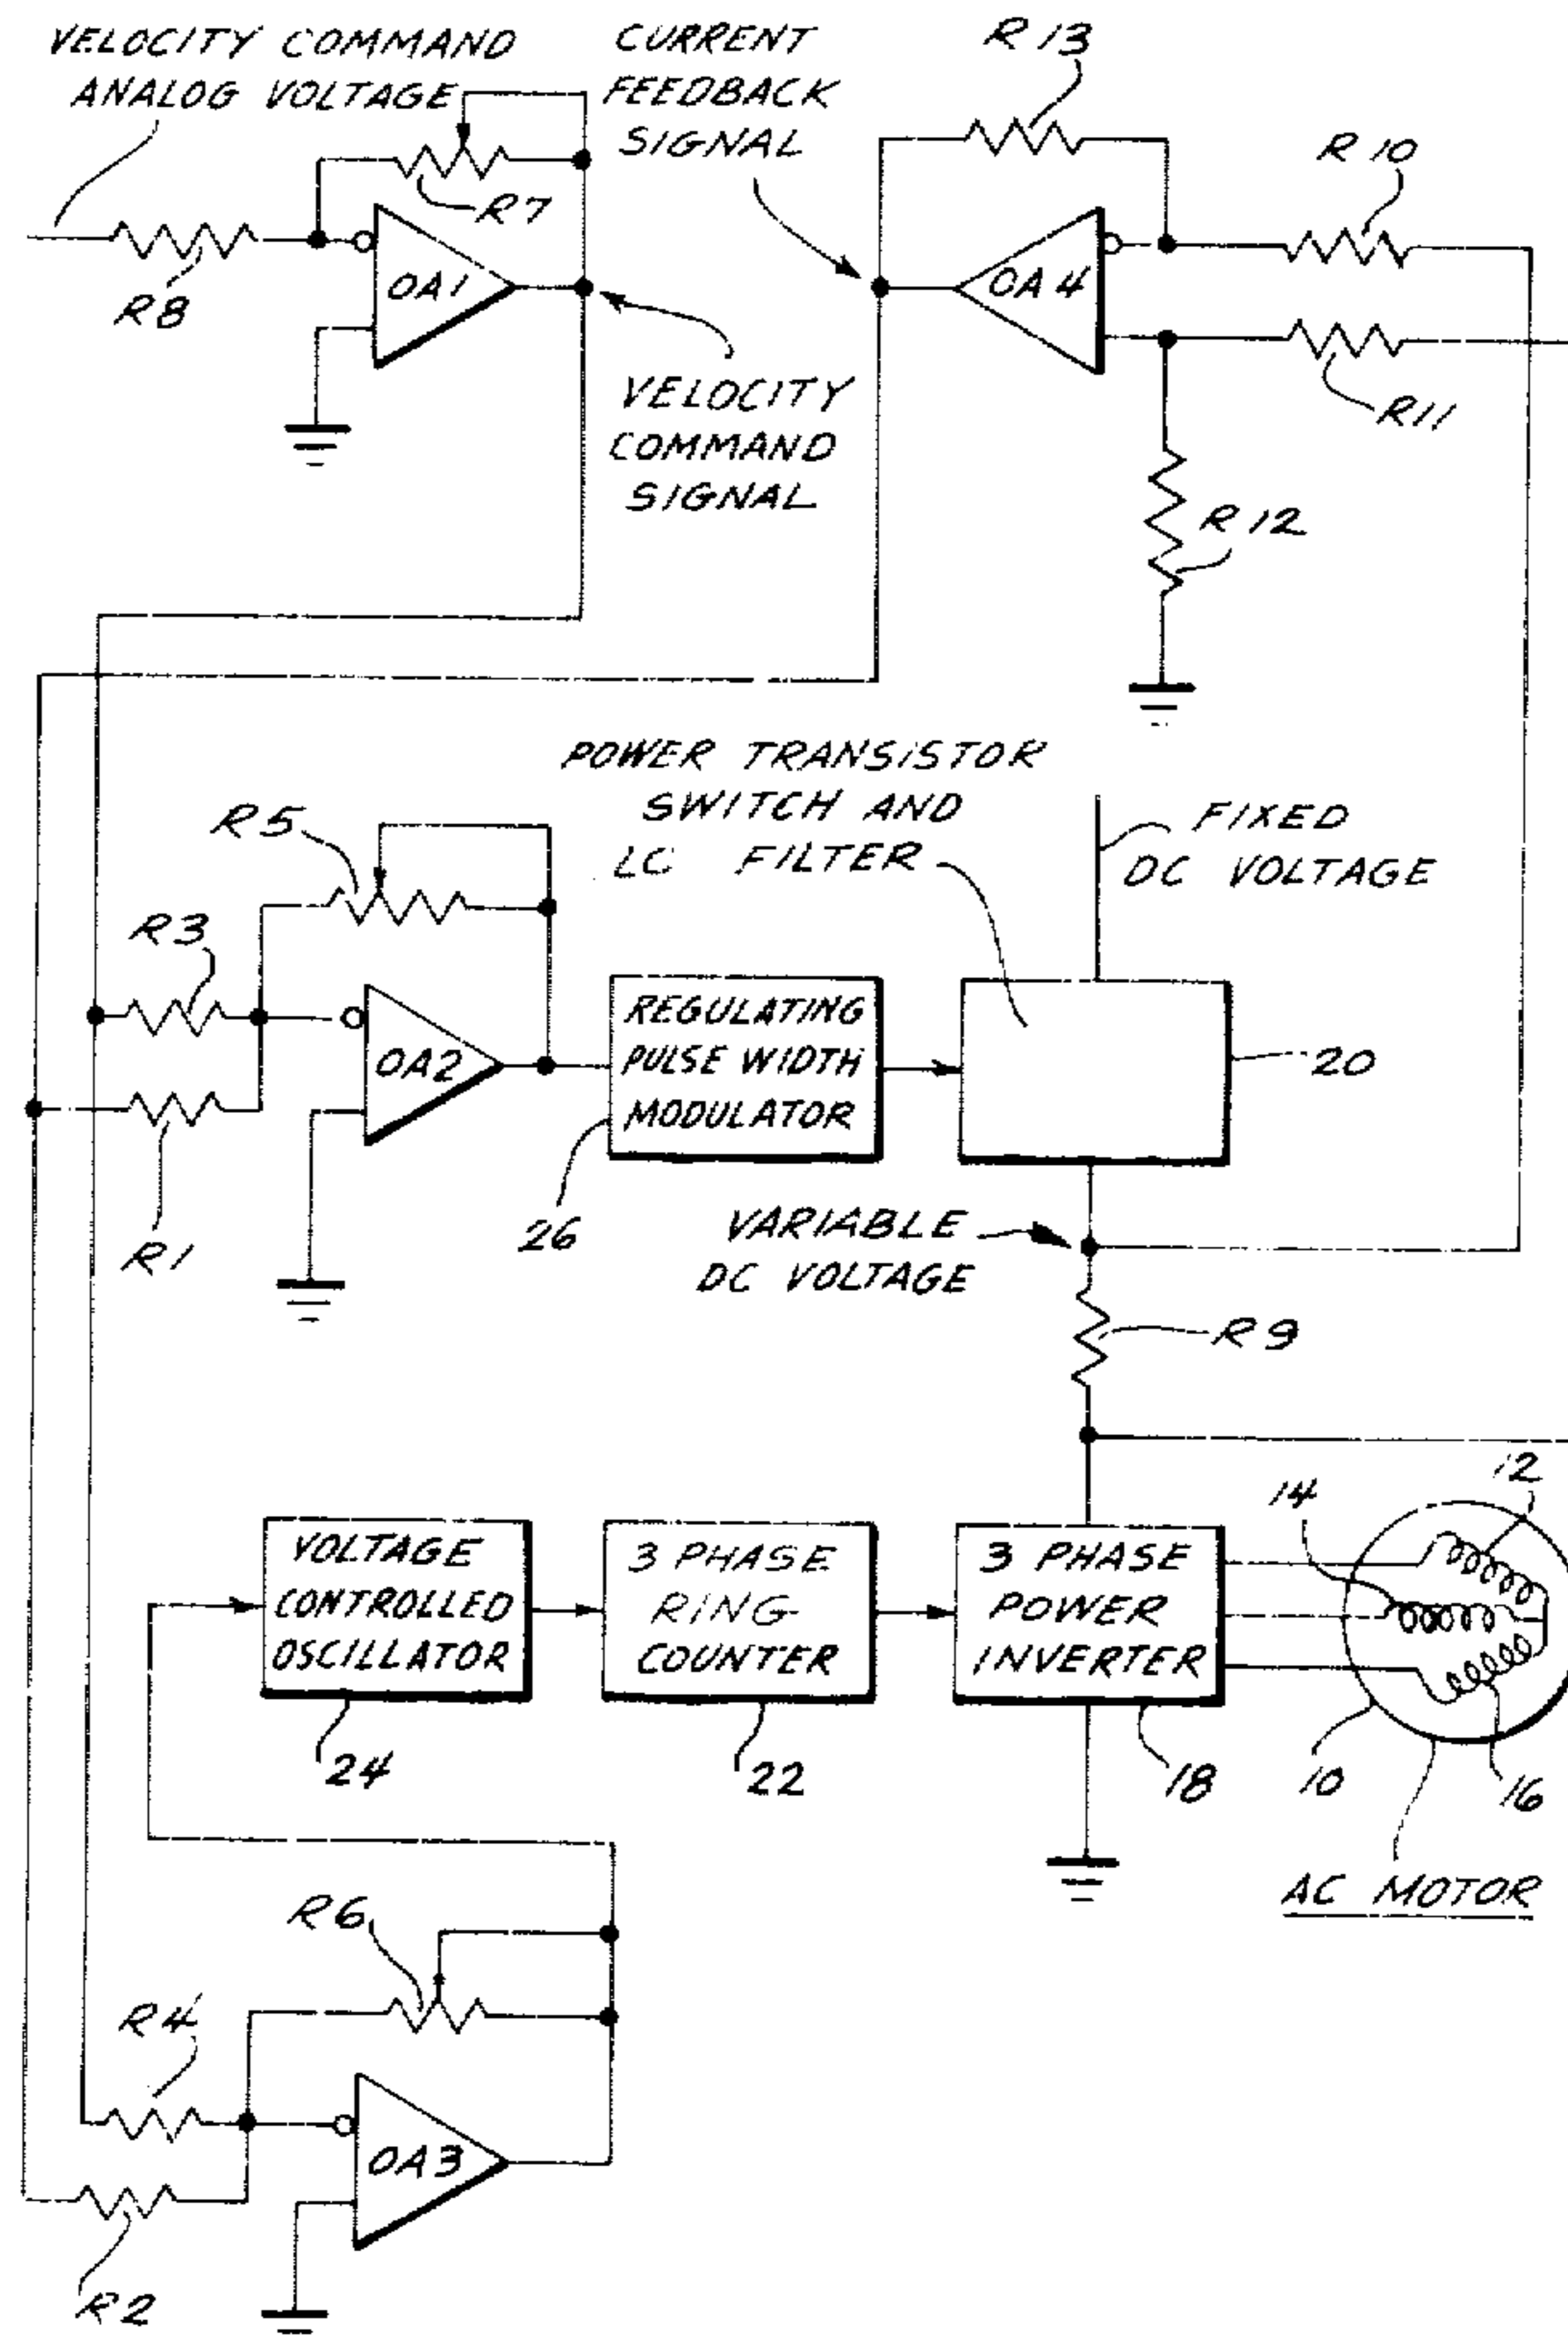 VELOCITY COMMAND
ANALOG VOLTAGE
CURRENT
FEEDBACK
SIGNAL
R13
R10
R7
R8
OA1
OA4
R11
VELOCITY
COMMAND
SIGNAL
R12
POWER TRANSISTOR
SWITCH AND
LC FILTER
FIXED
DC VOLTAGE
R5
R3
OA2
REGULATING
PULSE WIDTH
MODULATOR
20
R1
26
VARIABLE
DC VOLTAGE
R9
12
14
VOLTAGE
CONTROLLED
OSCILLATOR
3 PHASE
RING
COUNTER
3 PHASE
POWER
INVERTER
24
22
18
10
16
AC MOTOR
R6
R4
OA3
R2